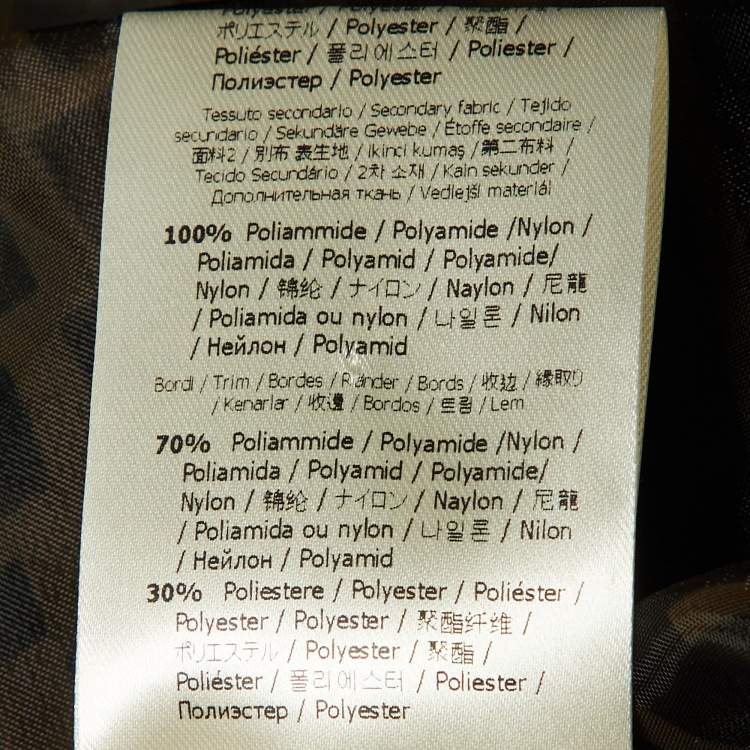 ポリエステル / Polyester / 聚酯 /
Poliéster / 폴리에스터 / Poliester /
Полиэстер / Polyester
Tessuto secondario / Secondary fabric / Tejido
secundario / Sekundäre Gewebe / Étoffe secondaire /
面料2 / 別布 表生地 / ikinci kumaş / 第二布料 /
Tecido Secundário / 2차 소재 / Kain sekunder /
Дополнительная ткань / Vedlejší materiál
100% Poliammide / Polyamide /Nylon /
Poliamida / Polyamid / Polyamide/
Nylon / 锦纶 / ナイロン / Naylon / 尼龍
/ Poliamida ou nylon / 나일론 / Nilon
/ Нейлон / Polyamid
Bordi / Trim / Bordes / Ränder / Bords / 收边 / 縁取り
/ Kenarlar / 收邊 / Bordos / 트림 / Lem
70% Poliammide / Polyamide /Nylon /
Poliamida / Polyamid / Polyamide/
Nylon / 锦纶 / ナイロン / Naylon / 尼龍
/ Poliamida ou nylon / 나일론 / Nilon
/ Нейлон / Polyamid
30% Poliestere / Polyester / Poliéster /
Polyester / Polyester / 聚酯纤维 /
ポリエステル / Polyester / 聚酯 /
Poliéster / 폴리에스터 / Poliester /
Полиэстер / Polyester